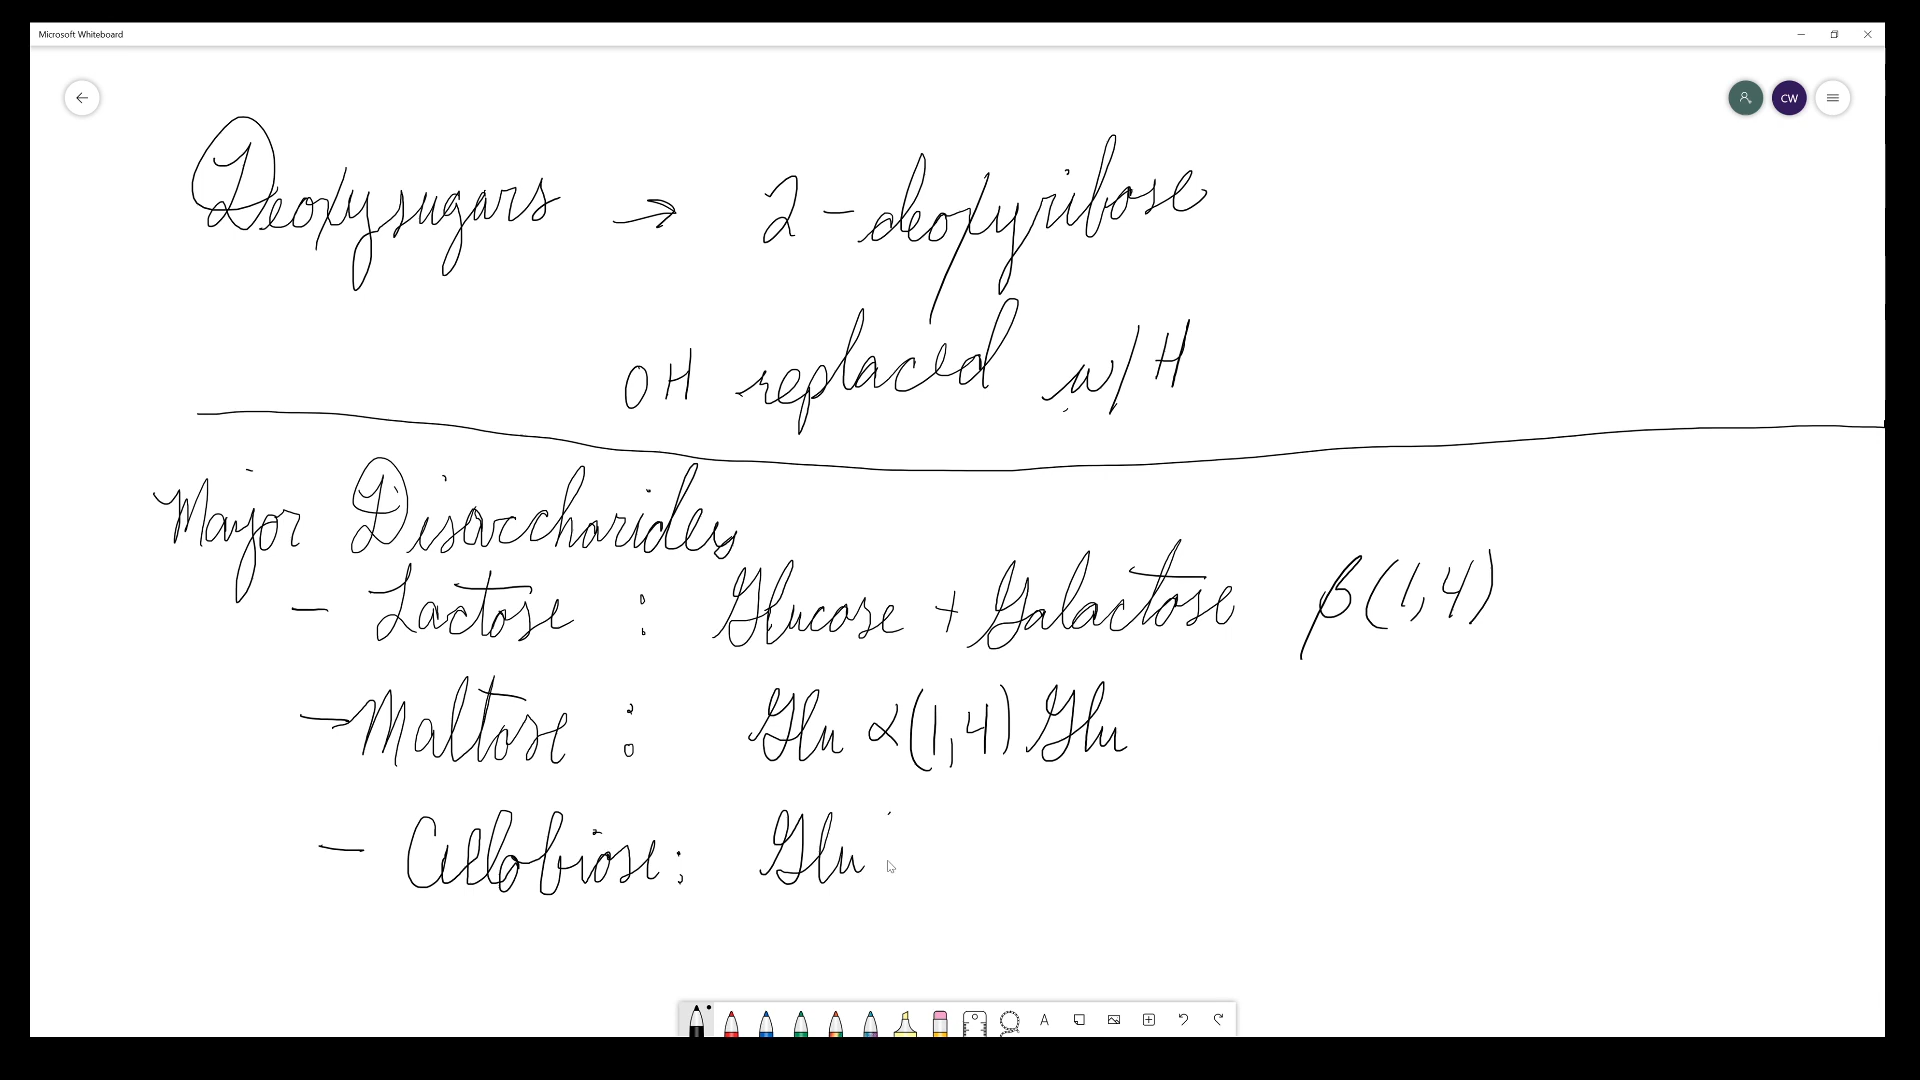 Microsoft Whiteboard
CW
Deoxysugars → 2-deoxyribose
OH replaced w/ H
Major Disaccharides
- Lactose : Glucose + Galactose β(1,4)
- Maltose : Glu α(1,4) Glu
- Cellobiose: Glu
A